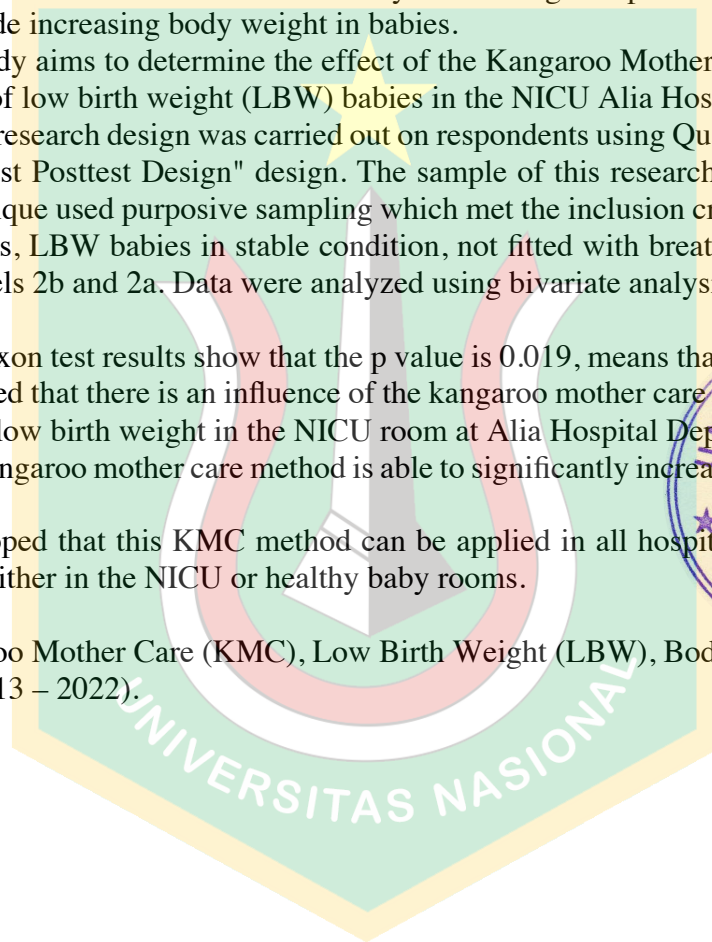 de increasing body weight in babies.
dy aims to determine the effect of the Kangaroo Mother
of low birth weight (LBW) babies in the NICU Alia Hos
research design was carried out on respondents using Qu
st Posttest Design" design. The sample of this research
ique used purposive sampling which met the inclusion cr
s, LBW babies in stable condition, not fitted with breat
els 2b and 2a. Data were analyzed using bivariate analysi
xon test results show that the p value is 0.019, means tha
ed that there is an influence of the kangaroo mother care
low birth weight in the NICU room at Alia Hospital Dep
ngaroo mother care method is able to significantly increa
ped that this KMC method can be applied in all hospit
ither in the NICU or healthy baby rooms.
oo Mother Care (KMC), Low Birth Weight (LBW), Bod
13 – 2022).
UNIVERSITAS NASIONAL